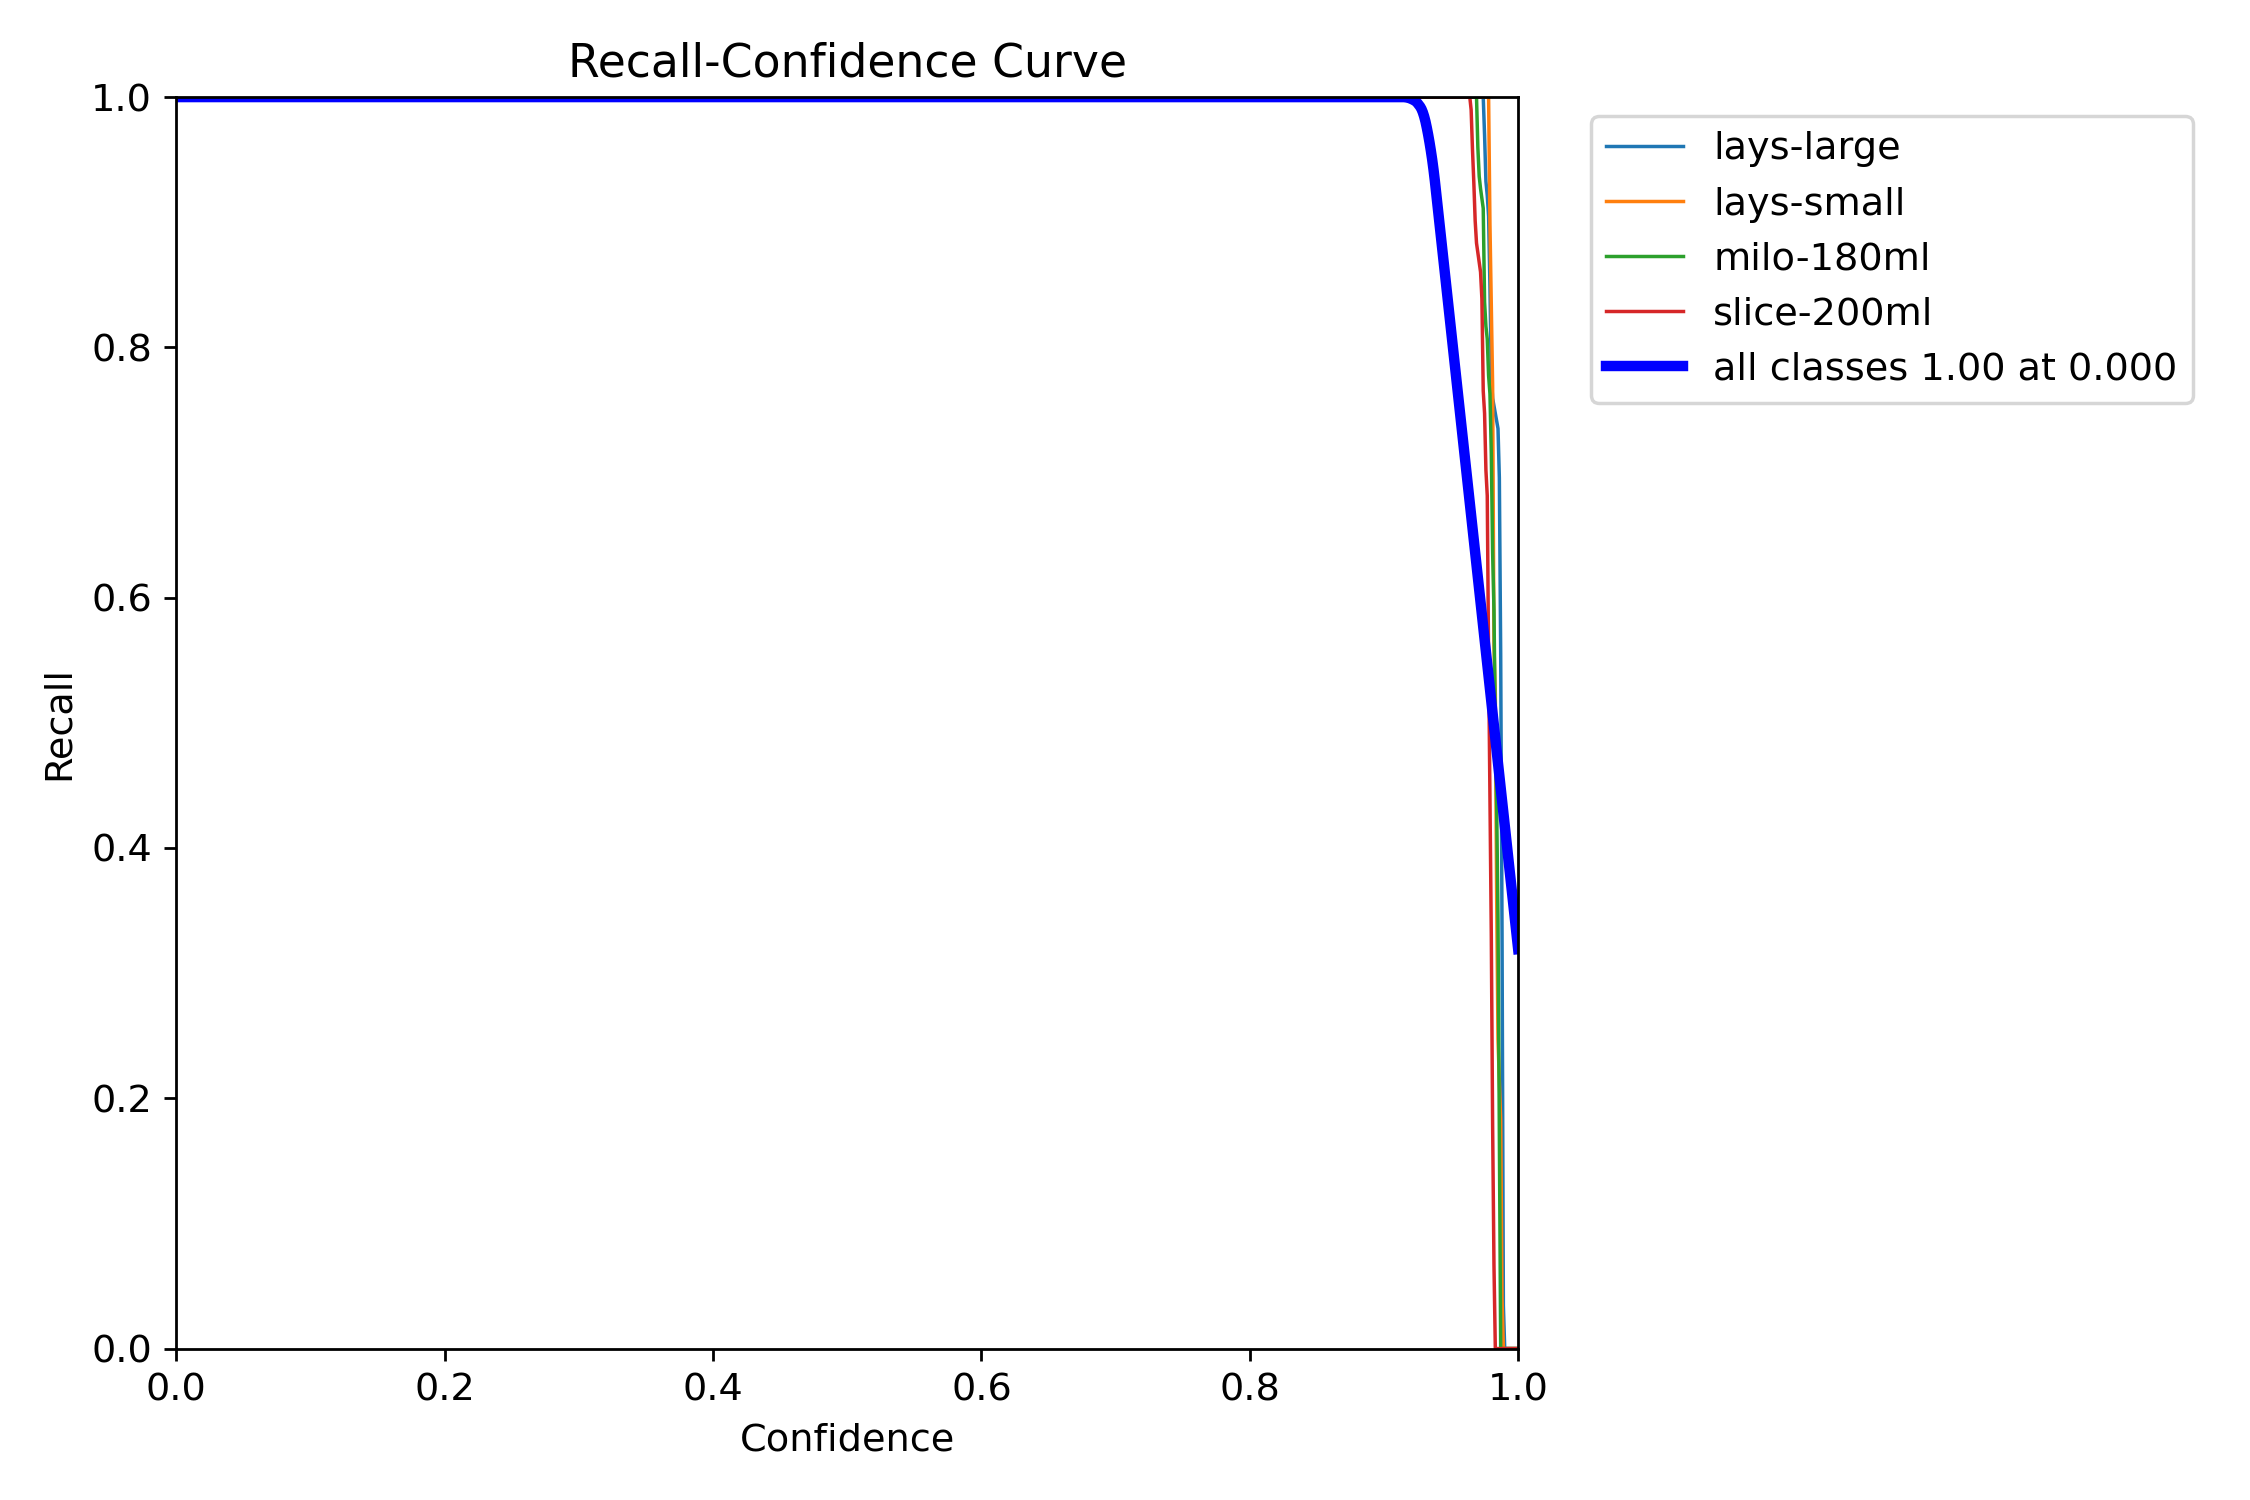 Recall-Confidence Curve
1.0
0.8
0.6
0.4
0.2
0.0
Recall
0.0 0.2 0.4 0.6 0.8 1.0
Confidence
lays-large
lays-small
milo-180ml
slice-200ml
all classes 1.00 at 0.000